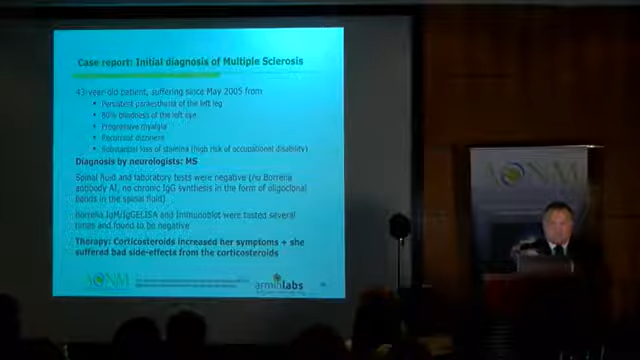 Case report: Initial diagnosis of Multiple Sclerosis
43-year-old patient, suffering since May 2005 from
• Persistent paraesthesia of the left leg
• blindness of the left eye
• Progressive myalgia
• Recurrent dizziness
• Substantial loss of stamina (high risk of occupational disability)
Diagnosis by neurologists: MS
Spinal fluid and laboratory tests were negative (no Borrelia
antibody AI, no chronic IgG synthesis in the form of oligoclonal
bands in the spinal fluid)
Borrelia IgM/IgG ELISA and Immunoblot were tested several
times and found to be negative
Therapy: Corticosteroids increased her symptoms + she
suffered bad side-effects from the corticosteroids
AONM
arminlabs
AONM